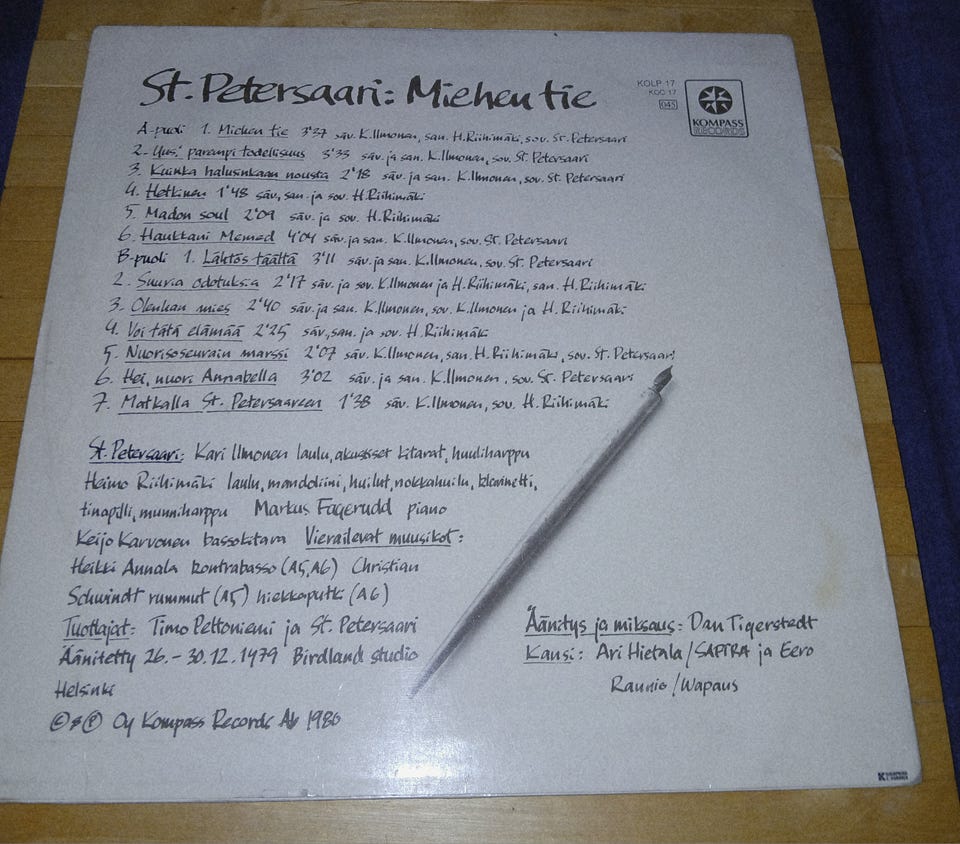 St. Petersaari: Miehen tie
KOLP 17
KOC 17
045
KOMPASS
RECORDS
A-puoli 1. Miehen tie 3'37 säv. K.Ilmonen, san. H.Riihimäki, sov. St. Petersaari
2. Uusi parempi todellisuus 3'33 säv. ja san. K.Ilmonen, sov. St. Petersaari
3. Kuinka halusinkaan nousta 2'18 säv. ja san. K.Ilmonen, sov. St. Petersaari
4. Hetkinen 1'48 säv, san. ja sov. H.Riihimäki
5. Madon soul 2'09 säv. ja sov. H.Riihimäki
6. Haukkani Memed 4'04 säv. ja san. K.Ilmonen, sov. St. Petersaari
B-puoli 1. Lähtös täältä 3'11 säv. ja san. K.Ilmonen, sov. St. Petersaari
2. Suuria odotuksia 2'17 säv. ja sov. K.Ilmonen ja H.Riihimäki, san. H.Riihimäki
3. Olenkan mies 2'40 säv. ja san. K.Ilmonen, sov. K.Ilmonen ja H.Riihimäki
4. Voi tätä elämää 2'25 säv, san. ja sov. H.Riihimäki
5. Nuorisoseurain marssi 2'07 säv. K.Ilmonen, san. H.Riihimäki, sov. St. Petersaari
6. Hei, nuori Annabella 3'02 säv. ja san. K.Ilmonen, sov. St. Petersaari
7. Matkalla St. Petersaareen 1'38 säv. K.Ilmonen, sov. H.Riihimäki
St. Petersaari: Kari Ilmonen laulu, akustiset kitarat, huuliharppu
Heimo Riihimäki laulu, mandoliini, huilut, nokkahuilu, klarinetti,
tinapilli, munniharppu Markus Fagerudd piano
Keijo Karvonen bassokitara Vierailevat muusikot:
Heikki Annala kontrabasso (A5, A6) Christian
Schwindt rummut (A5) hiekkaputki (A6)
Tuottajat: Timo Peltoniemi ja St. Petersaari
Äänitetty 26.-30.12.1979 Birdland studio
Helsinki
© & ℗ Oy Kompass Records Ab 1980
Äänitys ja miksaus: Dan Tigerstedt
Kansi: Ari Hietala/SAPTRA ja Eero
Raunio/Wapaus